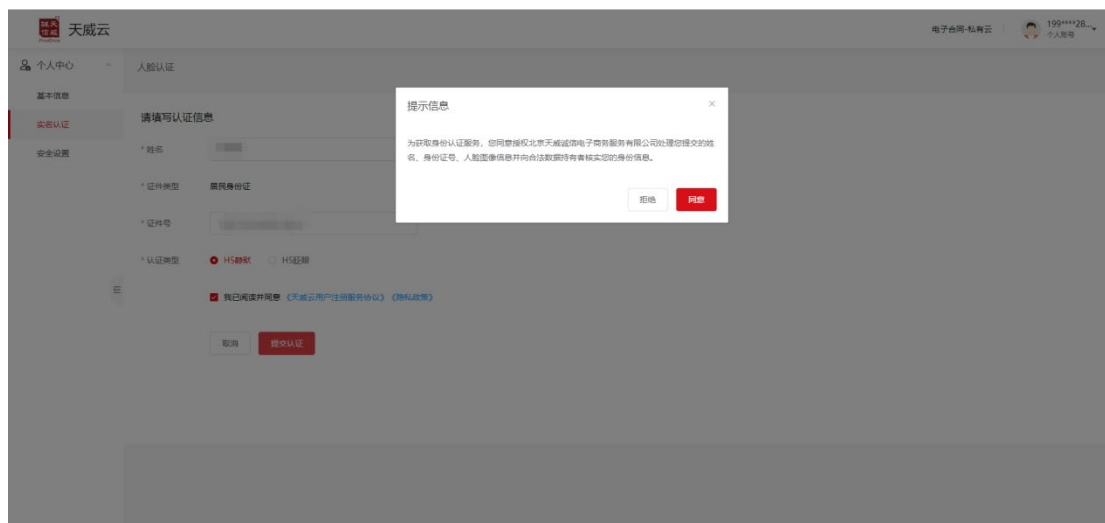 天威云
电子合同-私有云
199****28...
个人账号
个人中心
人脸认证
基本信息
实名认证
安全设置
请填写认证信息
* 姓名
* 证件类型 居民身份证
* 证件号
* 认证类型 H5静默 H5眨眼
我已阅读并同意 《天威云用户注册服务协议》 《隐私政策》
取消 提交认证
提示信息
为获取身份认证服务，您同意授权北京天威诚信电子商务服务有限公司处理您提交的姓
名、身份证号、人脸图像信息并向合法数据持有者核实您的身份信息。
拒绝 同意